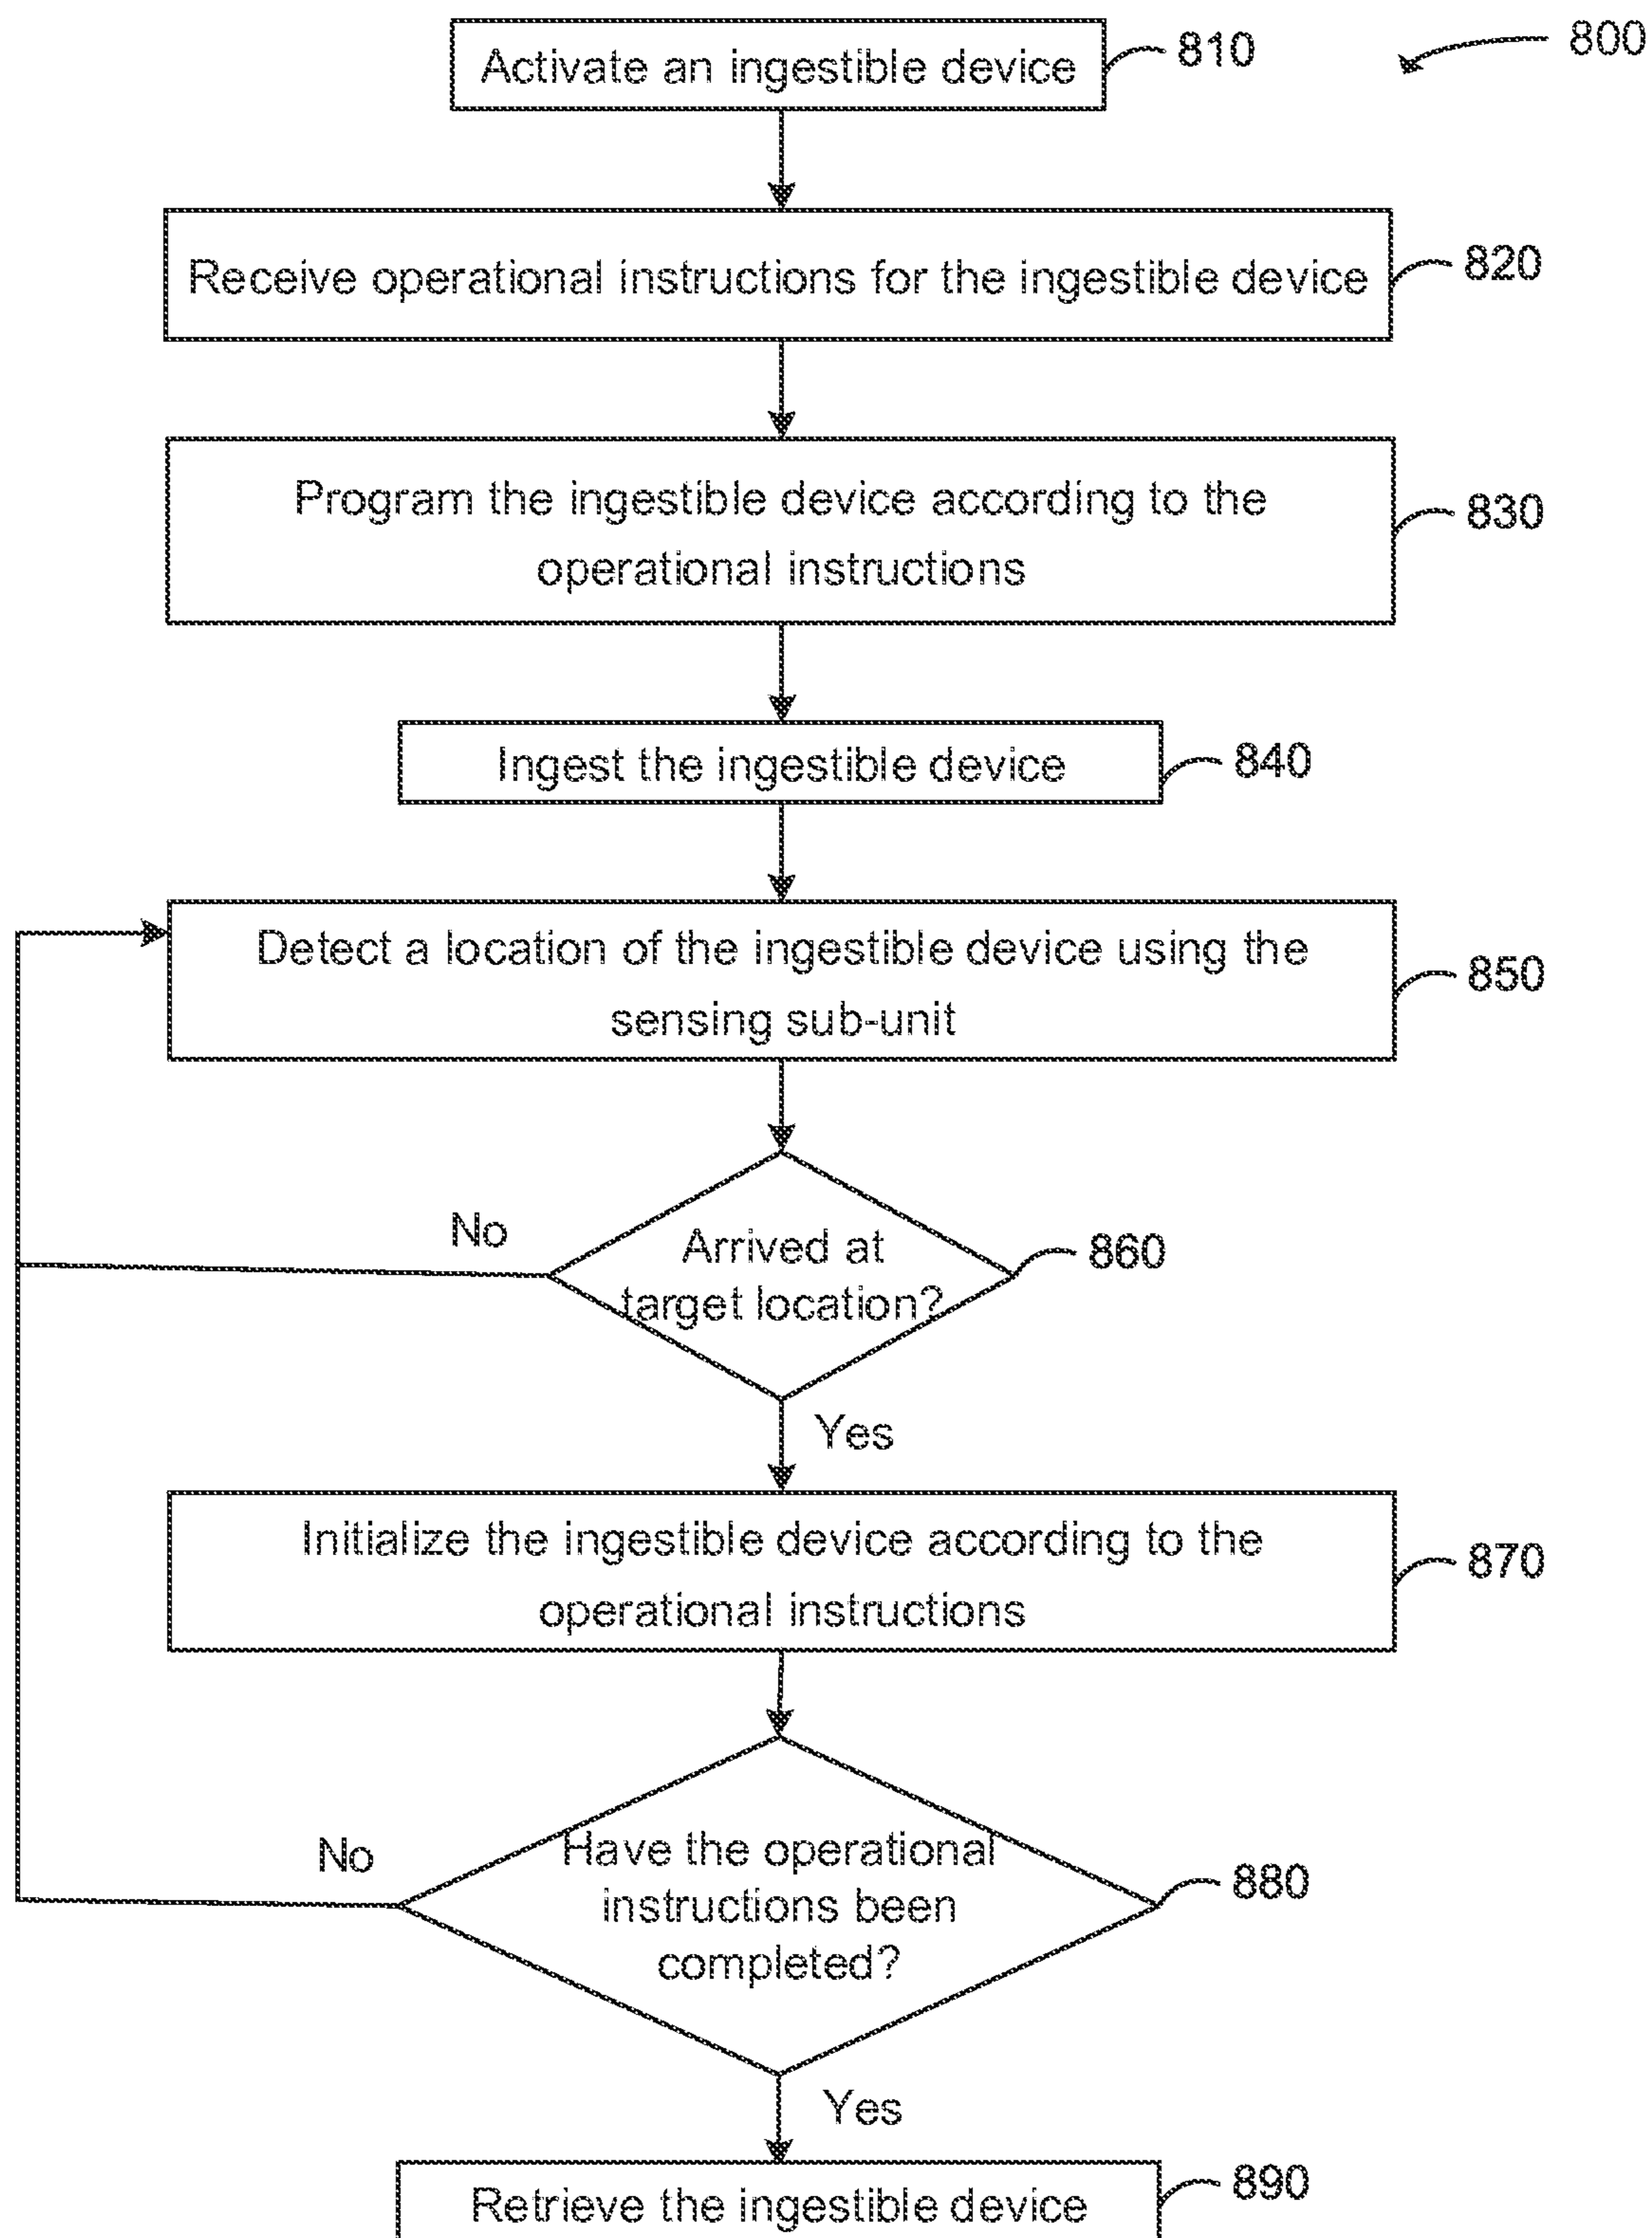 800
Activate an ingestible device
810
Receive operational instructions for the ingestible device
820
Program the ingestible device according to the
operational instructions
830
Ingest the ingestible device
840
Detect a location of the ingestible device using the
sensing sub-unit
850
Arrived at
target location?
860
No
Yes
Initialize the ingestible device according to the
operational instructions
870
Have the operational
instructions been
completed?
880
No
Yes
Retrieve the ingestible device
890